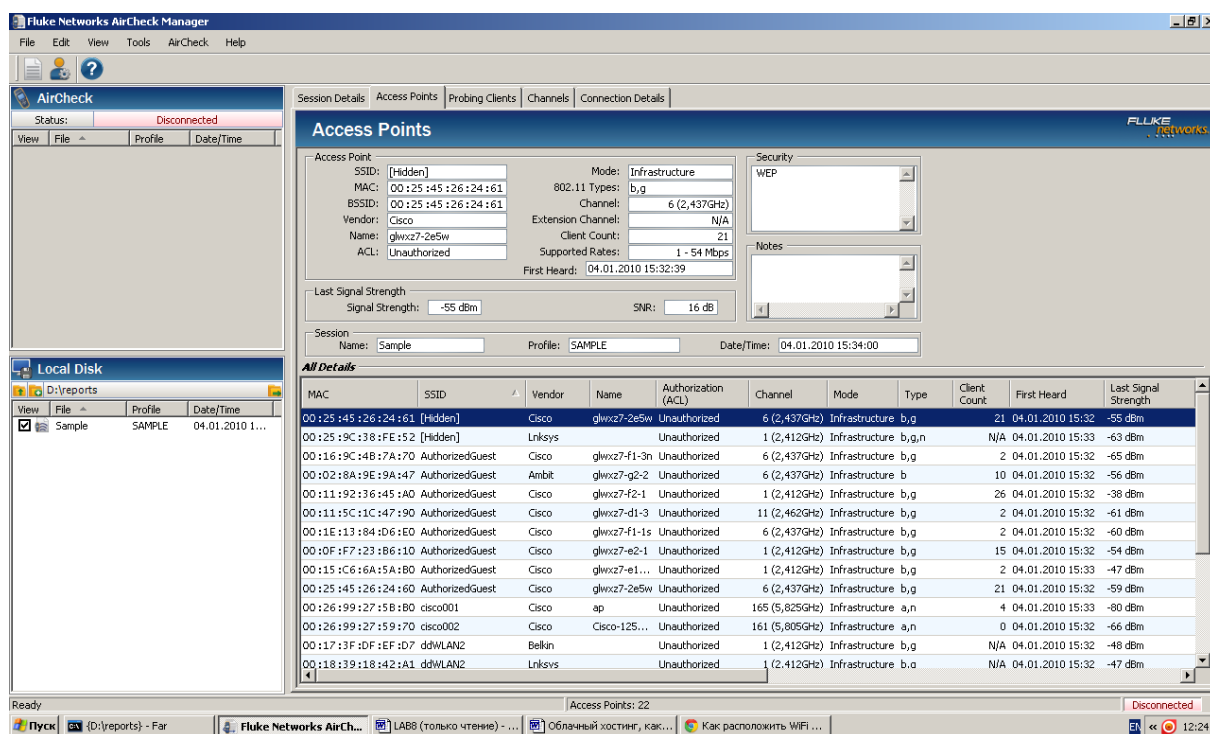 Fluke Networks AirCheck Manager
File Edit View Tools AirCheck Help
AirCheck
Status: Disconnected
View File Profile Date/Time
Local Disk
D:\reports
View File Profile Date/Time
Sample SAMPLE 04.01.2010 1...
Session Details Access Points Probing Clients Channels Connection Details
Access Points
FLUKE networks.
Access Point
SSID: [Hidden] Mode: Infrastructure
MAC: 00:25:45:26:24:61 802.11 Types: b,g
BSSID: 00:25:45:26:24:61 Channel: 6 (2,437GHz)
Vendor: Cisco Extension Channel: N/A
Name: glwxz7-2e5w Client Count: 21
ACL: Unauthorized Supported Rates: 1 - 54 Mbps
First Heard: 04.01.2010 15:32:39
Security
WEP
Notes
Last Signal Strength
Signal Strength: -55 dBm SNR: 16 dB
Session
Name: Sample Profile: SAMPLE Date/Time: 04.01.2010 15:34:00
All Details
MAC SSID Vendor Name Authorization (ACL) Channel Mode Type Client Count First Heard Last Signal Strength
00:25:45:26:24:61 [Hidden] Cisco glwxz7-2e5w Unauthorized 6 (2,437GHz) Infrastructure b,g 21 04.01.2010 15:32 -55 dBm
00:25:9C:38:FE:52 [Hidden] Lnksys Unauthorized 1 (2,412GHz) Infrastructure b,g,n N/A 04.01.2010 15:33 -63 dBm
00:16:9C:4B:7A:70 AuthorizedGuest Cisco glwxz7-f1-3n Unauthorized 6 (2,437GHz) Infrastructure b,g 2 04.01.2010 15:32 -65 dBm
00:02:8A:9E:9A:47 AuthorizedGuest Ambit glwxz7-g2-2 Unauthorized 6 (2,437GHz) Infrastructure b 10 04.01.2010 15:32 -56 dBm
00:11:92:36:45:A0 AuthorizedGuest Cisco glwxz7-f2-1 Unauthorized 1 (2,412GHz) Infrastructure b,g 26 04.01.2010 15:32 -38 dBm
00:11:5C:1C:47:90 AuthorizedGuest Cisco glwxz7-d1-3 Unauthorized 11 (2,462GHz) Infrastructure b,g 2 04.01.2010 15:32 -61 dBm
00:1E:13:84:D6:E0 AuthorizedGuest Cisco glwxz7-f1-1s Unauthorized 6 (2,437GHz) Infrastructure b,g 2 04.01.2010 15:32 -60 dBm
00:0F:F7:23:B6:10 AuthorizedGuest Cisco glwxz7-e2-1 Unauthorized 1 (2,412GHz) Infrastructure b,g 15 04.01.2010 15:32 -54 dBm
00:15:C6:6A:5A:B0 AuthorizedGuest Cisco glwxz7-e1... Unauthorized 1 (2,412GHz) Infrastructure b,g 2 04.01.2010 15:33 -47 dBm
00:25:45:26:24:60 AuthorizedGuest Cisco glwxz7-2e5w Unauthorized 6 (2,437GHz) Infrastructure b,g 21 04.01.2010 15:32 -59 dBm
00:26:99:27:5B:B0 cisco001 Cisco ap Unauthorized 165 (5,825GHz) Infrastructure a,n 4 04.01.2010 15:33 -80 dBm
00:26:99:27:59:70 cisco002 Cisco Cisco-125... Unauthorized 161 (5,805GHz) Infrastructure a,n 0 04.01.2010 15:32 -66 dBm
00:17:3F:DF:EF:D7 ddWLAN2 Belkin Unauthorized 1 (2,412GHz) Infrastructure b,g N/A 04.01.2010 15:32 -48 dBm
00:18:39:18:42:A1 ddWLAN2 Lnksys Unauthorized 1 (2,412GHz) Infrastructure b,g N/A 04.01.2010 15:32 -47 dBm
Ready Access Points: 22 Disconnected
Пуск {D:\reports} - Far Fluke Networks AirCh... LAB8 (только чтение) - ... Облачный хостинг, как... Как расположить WiFi ... EN « 12:24